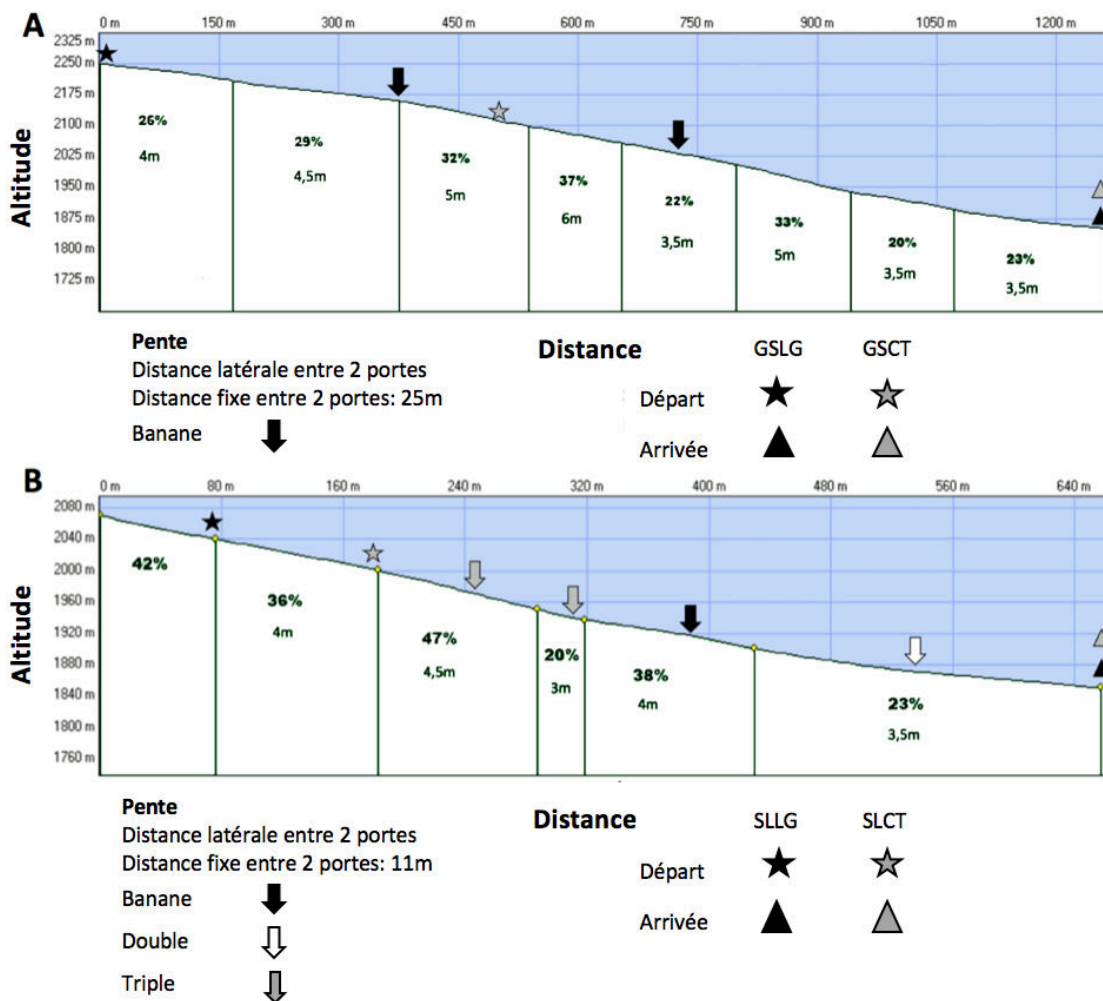 A
0 m 150 m 300 m 450 m 600 m 750 m 900 m 1050 m 1200 m
Altitude
2325 m
2250 m
2175 m
2100 m
2025 m
1950 m
1875 m
1800 m
1725 m
26% 29% 32% 37% 22% 33% 20% 23%
4m 4,5m 5m 6m 3,5m 5m 3,5m 3,5m
Pente
Distance latérale entre 2 portes
Distance fixe entre 2 portes: 25m
Banane
Distance GSLG GSCT
Départ
Arrivée
B
0 m 80 m 160 m 240 m 320 m 400 m 480 m 560 m 640 m
Altitude
2080 m
2040 m
2000 m
1960 m
1920 m
1880 m
1840 m
1800 m
1760 m
42% 36% 47% 20% 38% 23%
4m 4,5m 3m 4m 3,5m
Pente
Distance latérale entre 2 portes
Distance fixe entre 2 portes: 11m
Banane
Double
Triple
Distance SLLG SLCT
Départ
Arrivée